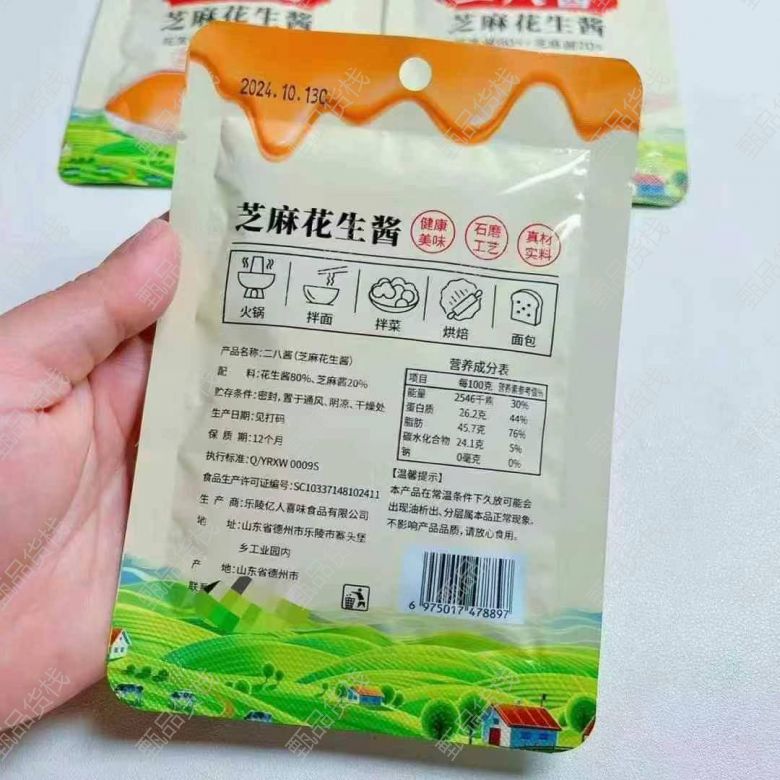 芝麻花生酱
芝麻花生酱
2024.10.130
芝麻花生酱
健康
美味
石磨
工艺
真材
实料
火锅
拌面
拌菜
烘焙
面包
产品名称:二八酱(芝麻花生酱)
配 料:花生酱80%、芝麻酱20%
贮存条件:密封,置于通风、阴凉、干燥处
生产日期:见打码
保 质 期:12个月
执行标准:Q/YRXW 0009S
食品生产许可证编号:SC10337148102411
生 产 商:乐陵亿人喜味食品有限公司
地 址:山东省德州市乐陵市寨头堡
乡工业园内
产 地:山东省德州市
联系
营养成分表
项目 每100克 营养素参考值%
能量 2546千焦 30%
蛋白质 26.2克 44%
脂肪 45.7克 76%
碳水化合物 24.1克 5%
钠 0毫克 0%
【温馨提示】
本产品在常温条件下久放可能会
出现油析出、分层属本品正常现象。
不影响产品品质,请放心食用。
6 975017 478897
甄品货栈